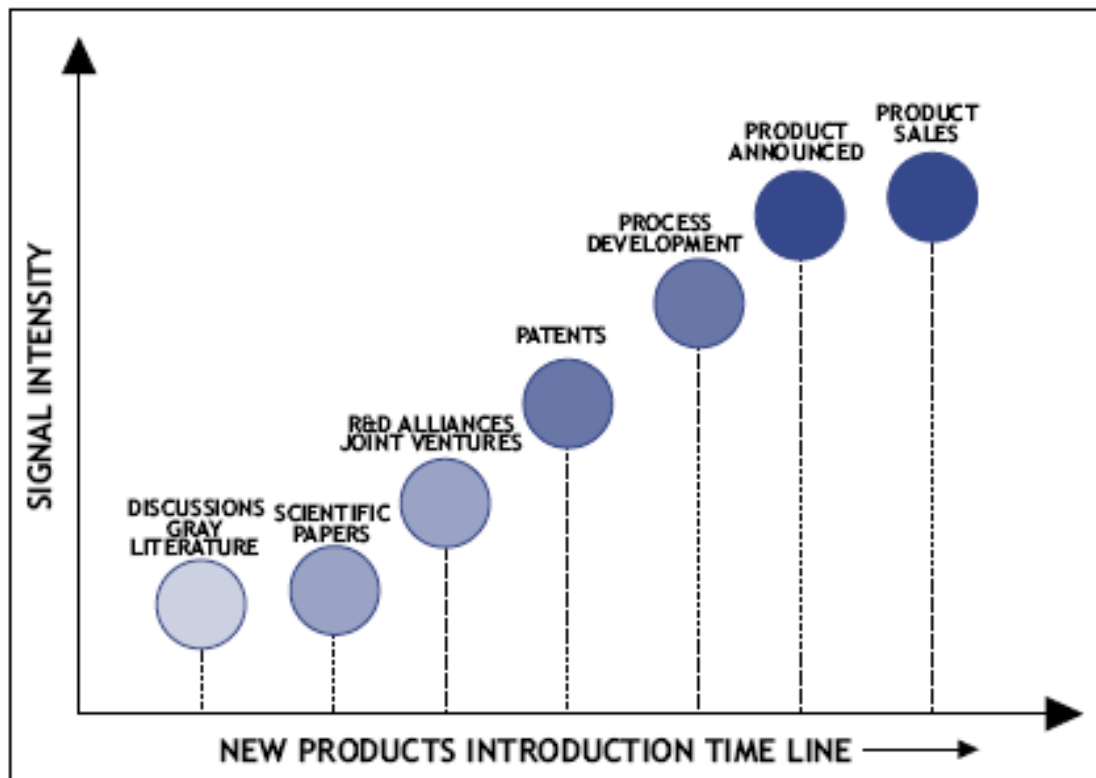 PRODUCT
SALES
PRODUCT
ANNOUNCED
PROCESS
DEVELOPMENT
PATENTS
R&D ALLIANCES
JOINT VENTURES
SCIENTIFIC
PAPERS
DISCUSSIONS
GRAY
LITERATURE
SIGNAL INTENSITY
NEW PRODUCTS INTRODUCTION TIME LINE